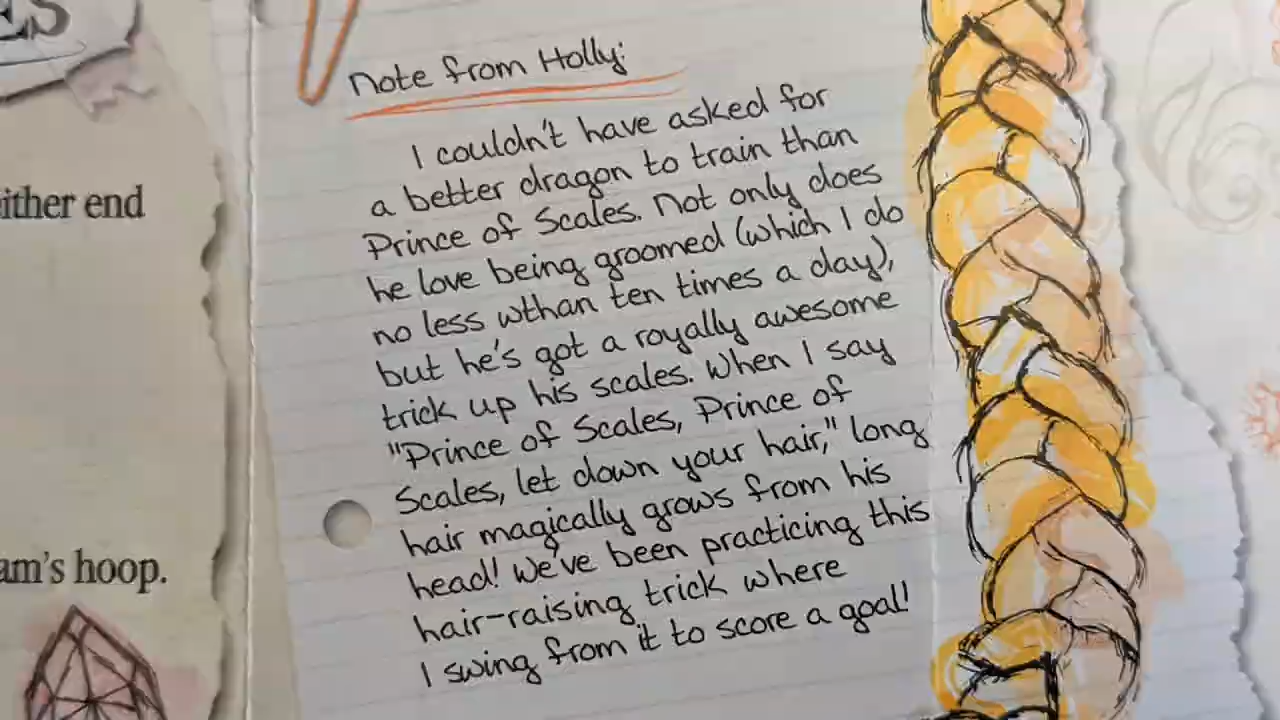 ES
ither end
am's hoop.
Note from Holly:
I couldn't have asked for
a better dragon to train than
Prince of Scales. Not only does
he love being groomed (which I do
no less wthan ten times a day),
but he's got a royally awesome
trick up his scales. When I say
"Prince of Scales, Prince of
Scales, let down your hair," long
hair magically grows from his
head! We've been practicing this
hair-raising trick where
I swing from it to score a goal!